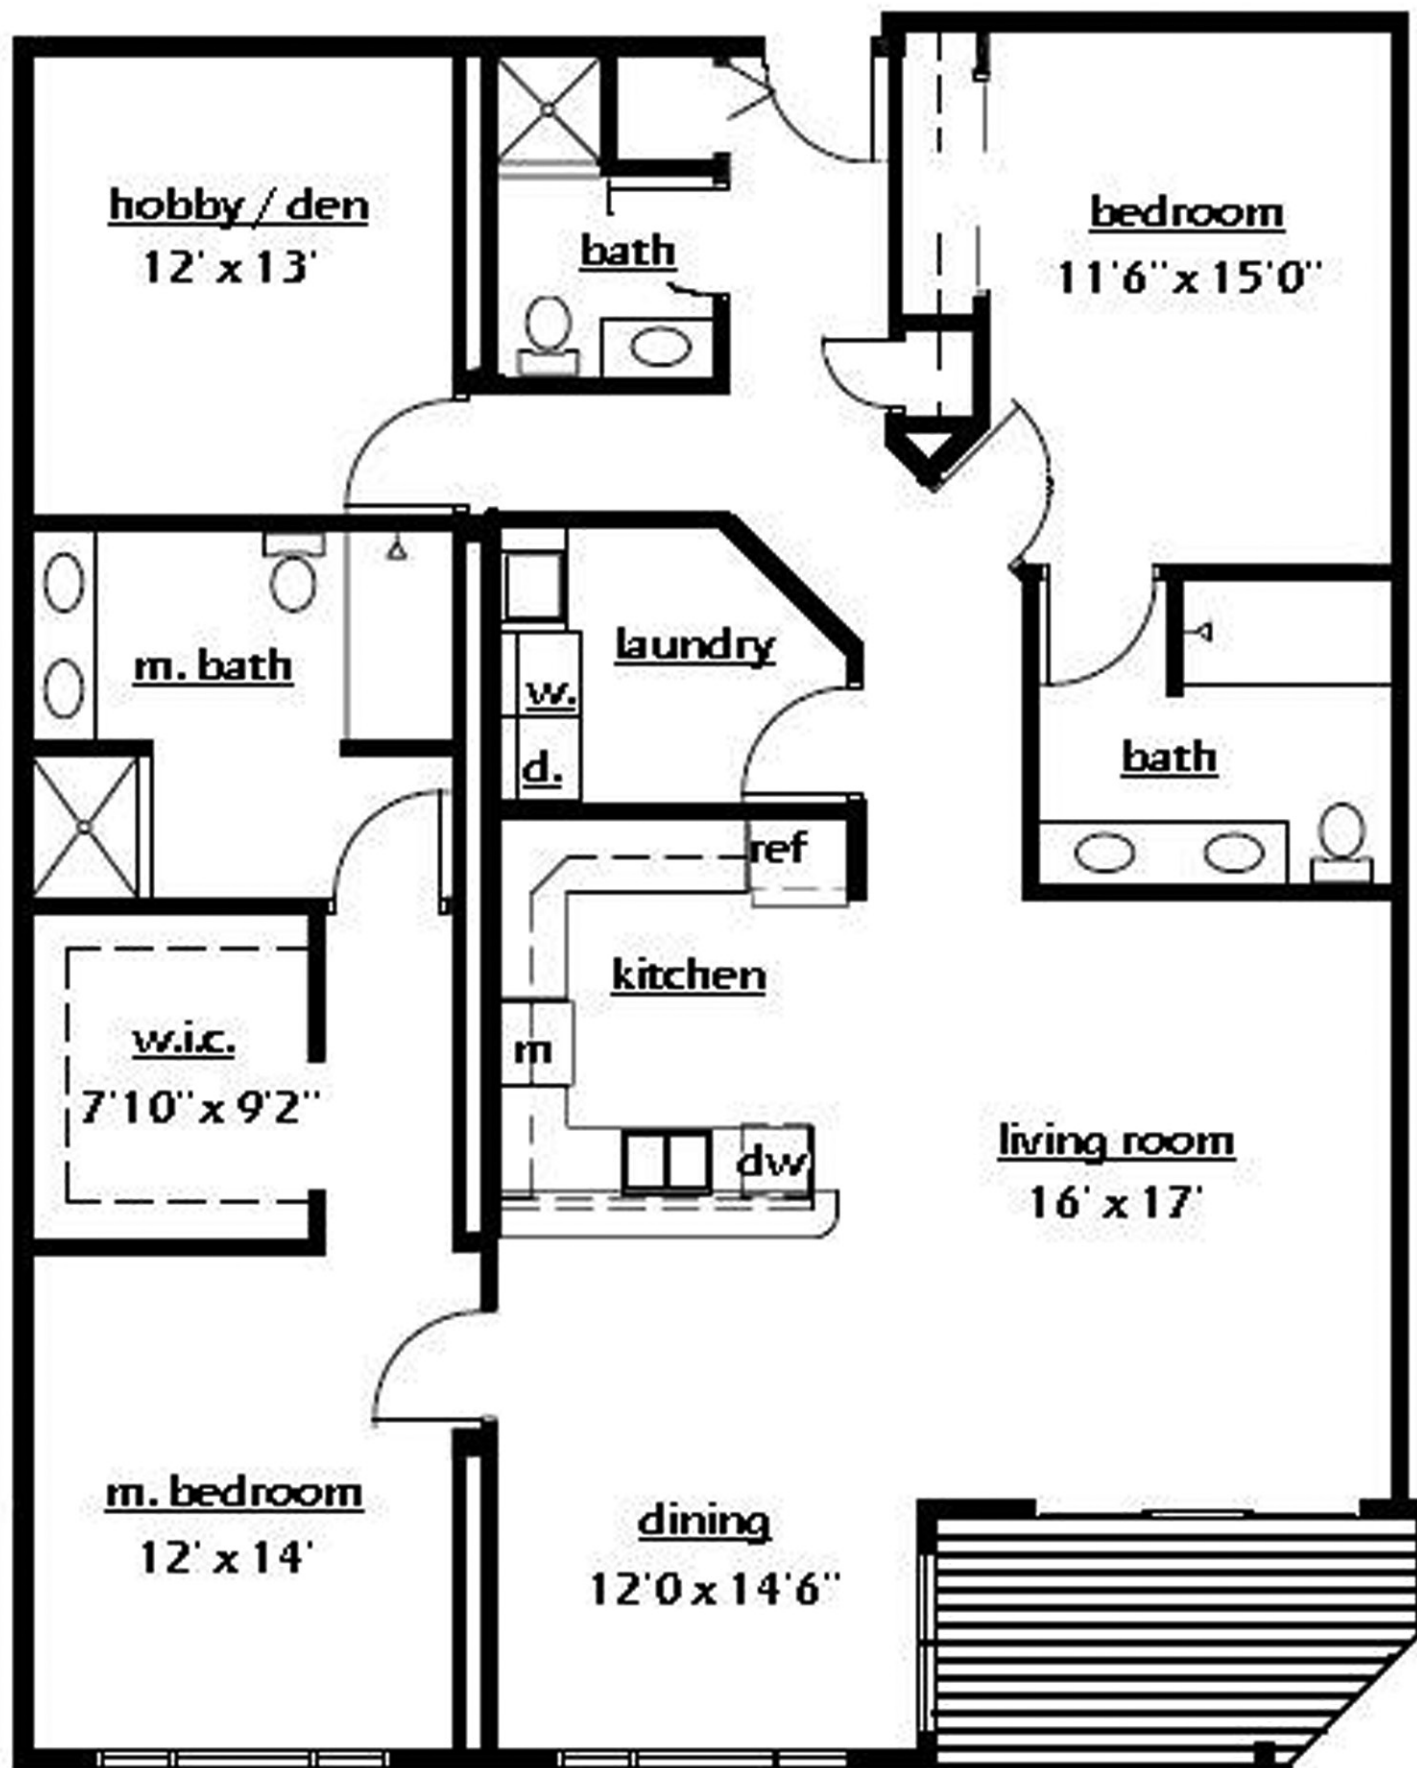 hobby / den
12' x 13'
bath
bedroom
11'6" x 15'0"
m. bath
laundry
w.
d.
bath
ref
kitchen
w.i.c.
7'10" x 9'2"
m
dw
living room
16' x 17'
m. bedroom
12' x 14'
dining
12'0 x 14'6"